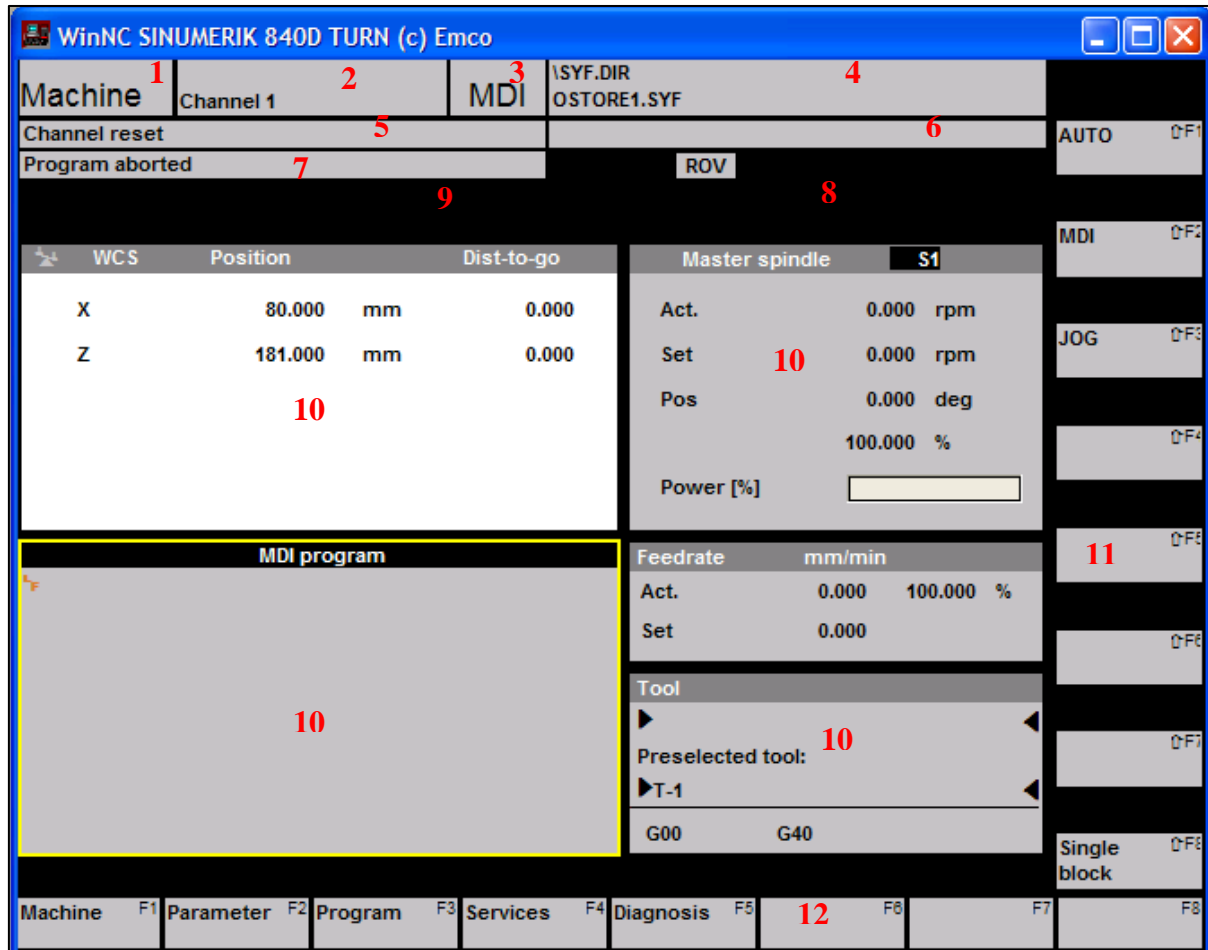 WinNC SINUMERIK 840D TURN (c) Emco
Machine 1 Channel 1 2 MDI 3 \SYF.DIR 4
OSTORE1.SYF
Channel reset 5 6
Program aborted 7 ROV 8
9
WCS Position Dist-to-go
X 80.000 mm 0.000
Z 181.000 mm 0.000
10
Master spindle S1
Act. 0.000 rpm
Set 10 0.000 rpm
Pos 0.000 deg
100.000 %
Power [%]
MDI program
10
Feedrate mm/min
Act. 0.000 100.000 %
Set 0.000
Tool
10
Preselected tool:
T-1
G00 G40
AUTO ⇧F1
MDI ⇧F2
JOG ⇧F3
⇧F4
11 ⇧F5
⇧F6
⇧F7
Single ⇧F8
block
Machine F1 Parameter F2 Program F3 Services F4 Diagnosis F5 12 F6 F7 F8